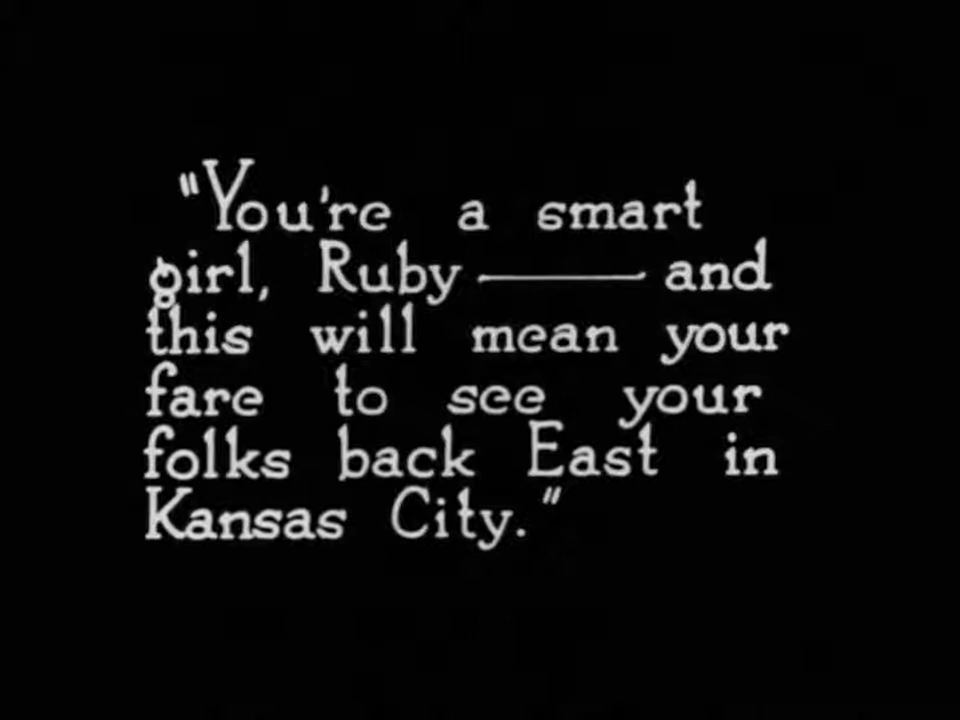 "You're a smart
girl, Ruby —— and
this will mean your
fare to see your
folks back East in
Kansas City."